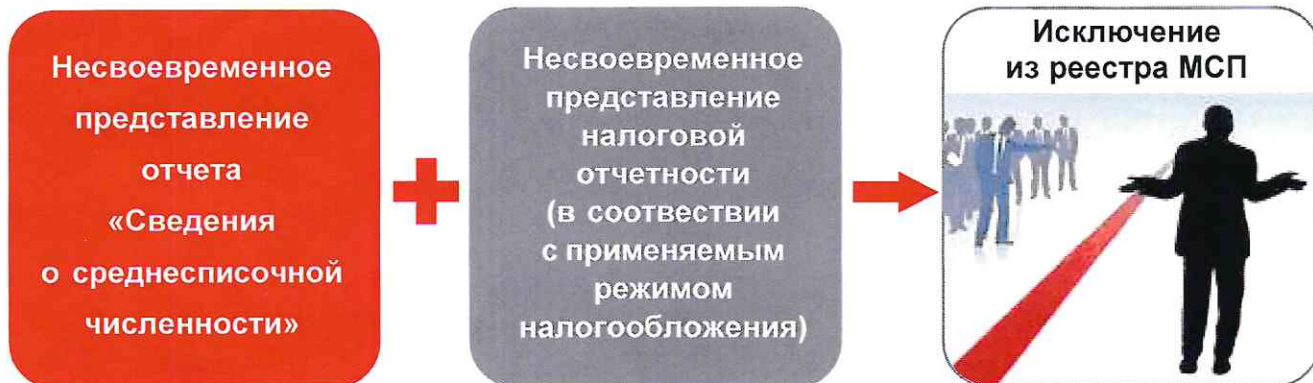 Несвоевременное
представление
отчета
«Сведения
о среднесписочной
численности»
Несвоевременное
представление
налоговой
отчетности
(в соотвествии
с применяемым
режимом
налогообложения)
Исключение
из реестра МСП